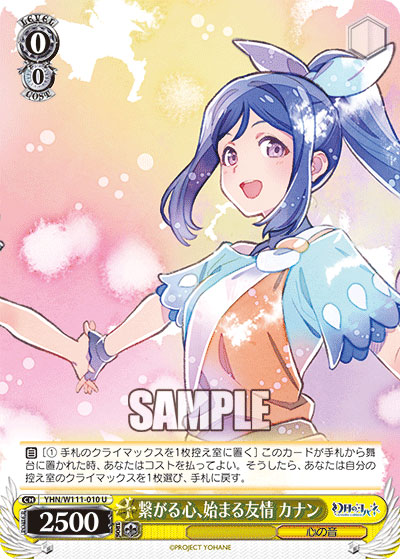 LEVEL
0
0
COST
SAMPLE
自[① 手札のクライマックスを1枚控え室に置く] このカードが手札から舞
台に置かれた時、あなたはコストを払ってよい。そうしたら、あなたは自分の
控え室のクライマックスを1枚選び、手札に戻す。
CH YHN/W111-010 U
繋がる心、始まる友情 カナン
2500
心の音
©PROJECT YOHANE